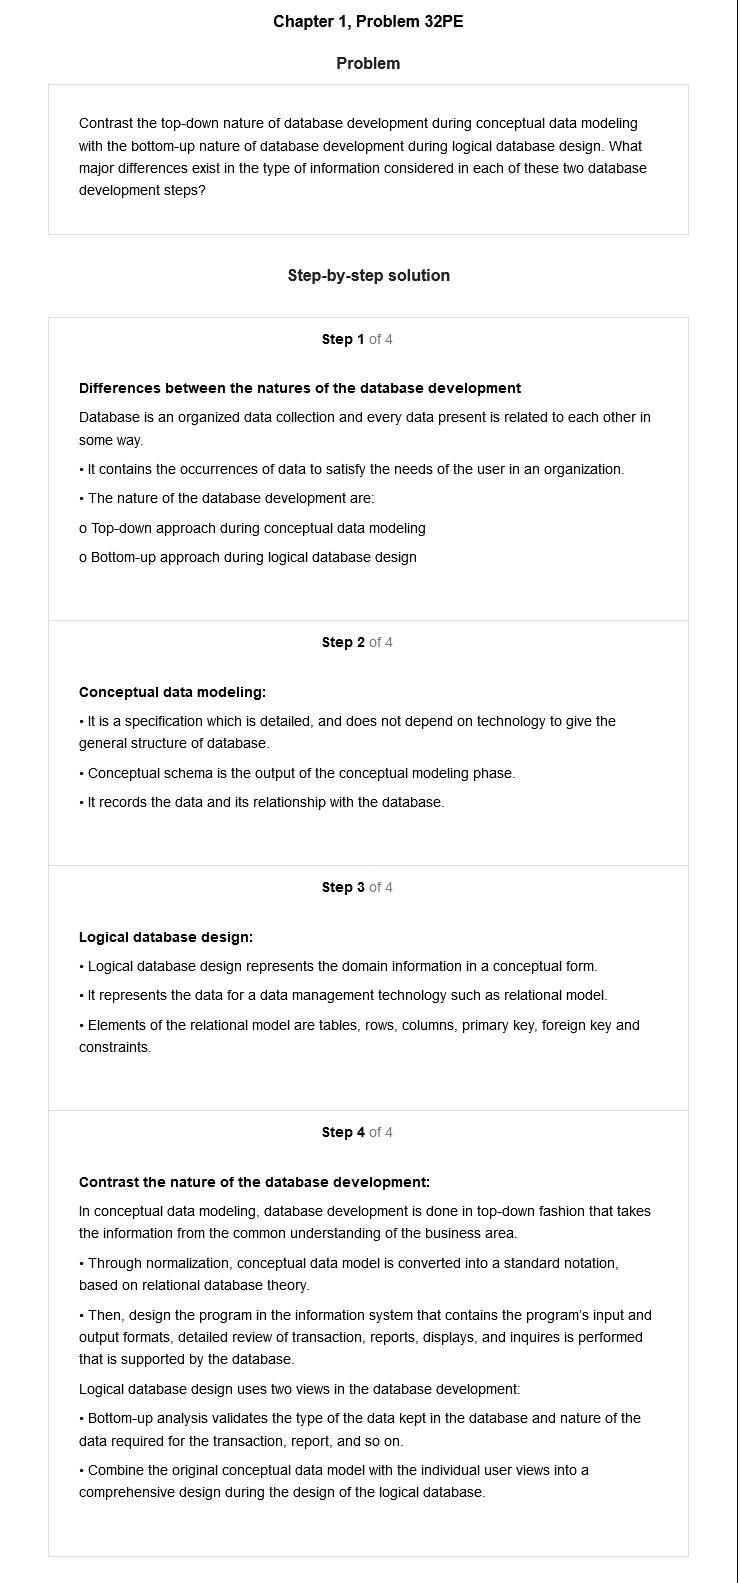 Chapter 1, Problem 32PE
Problem
Contrast the top-down nature of database development during conceptual data modeling
with the bottom-up nature of database development during logical database design. What
major differences exist in the type of information considered in each of these two database
development steps?
Step-by-step solution
Step 1 of 4
Differences between the natures of the database development
Database is an organized data collection and every data present is related to each other in
some way.
• It contains the occurrences of data to satisfy the needs of the user in an organization.
• The nature of the database development are:
o Top-down approach during conceptual data modeling
o Bottom-up approach during logical database design
Step 2 of 4
Conceptual data modeling:
• It is a specification which is detailed, and does not depend on technology to give the
general structure of database.
• Conceptual schema is the output of the conceptual modeling phase.
• It records the data and its relationship with the database.
Step 3 of 4
Logical database design:
• Logical database design represents the domain information in a conceptual form.
• It represents the data for a data management technology such as relational model.
• Elements of the relational model are tables, rows, columns, primary key, foreign key and
constraints.
Step 4 of 4
Contrast the nature of the database development:
In conceptual data modeling, database development is done in top-down fashion that takes
the information from the common understanding of the business area.
• Through normalization, conceptual data model is converted into a standard notation,
based on relational database theory.
• Then, design the program in the information system that contains the program's input and
output formats, detailed review of transaction, reports, displays, and inquires is performed
that is supported by the database.
Logical database design uses two views in the database development:
• Bottom-up analysis validates the type of the data kept in the database and nature of the
data required for the transaction, report, and so on.
• Combine the original conceptual data model with the individual user views into a
comprehensive design during the design of the logical database.